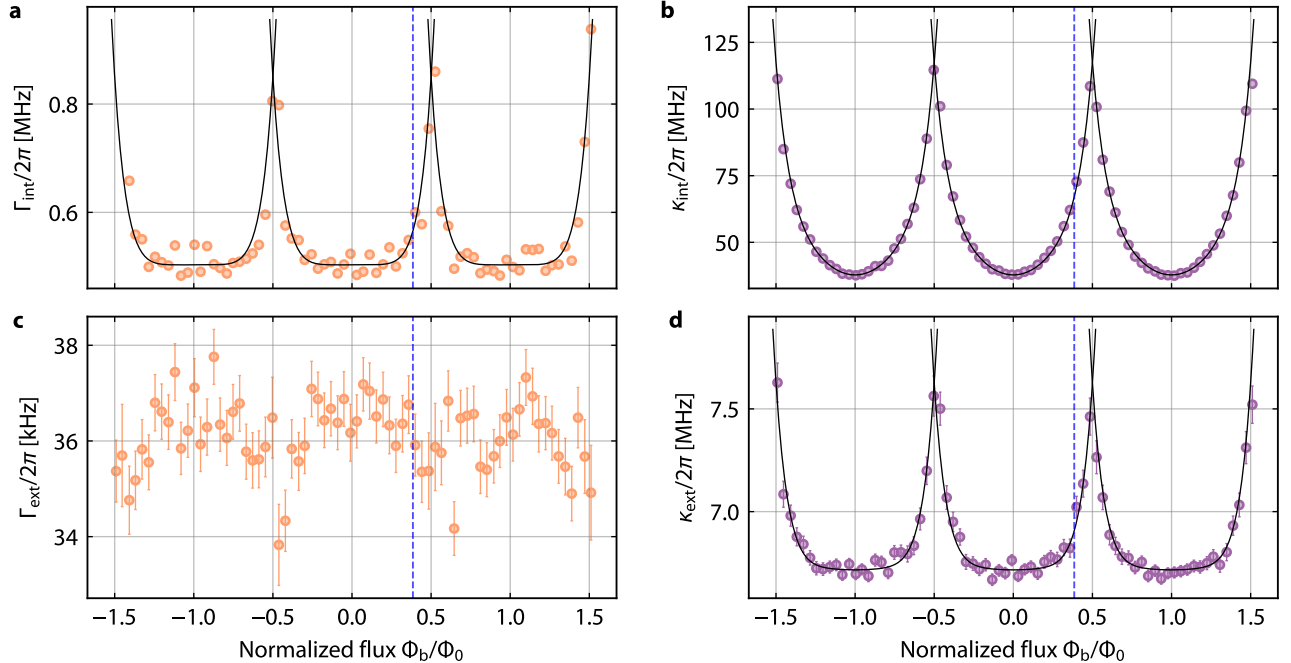 a
Γint/2π [MHz]
0.8
0.6
b
κint/2π [MHz]
125
100
75
50
c
Γext/2π [kHz]
38
36
34
−1.5 −1.0 −0.5 0.0 0.5 1.0 1.5
Normalized flux Φb/Φ0
d
κext/2π [MHz]
7.5
7.0
−1.5 −1.0 −0.5 0.0 0.5 1.0 1.5
Normalized flux Φb/Φ0